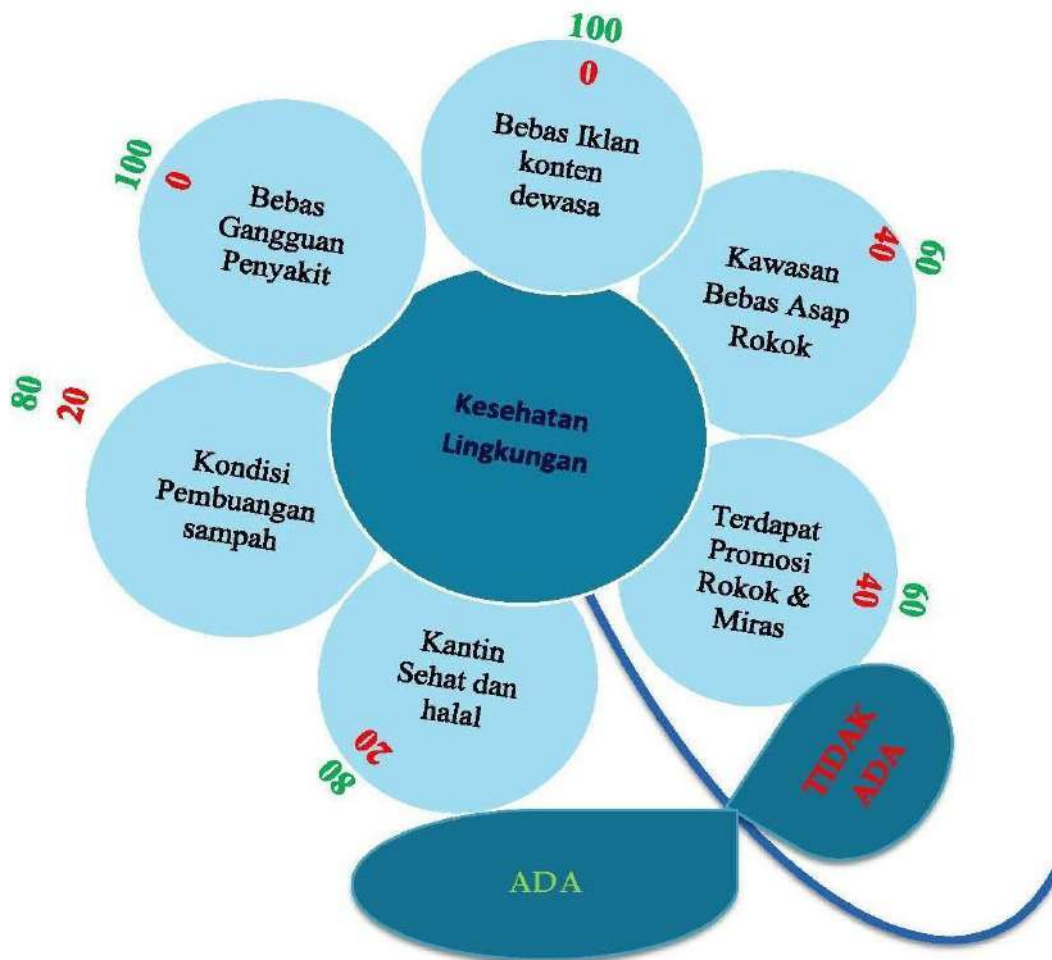 100
0
Bebas Iklan
konten
dewasa
40
60
Kawasan
Bebas Asap
Rokok
Terdapat
Promosi
Rokok &
Miras
40
60
Kantin
Sehat dan
halal
20
80
80
20
Kondisi
Pembuangan
sampah
100
0
Bebas
Gangguan
Penyakit
Kesehatan
Lingkungan
TIDAK
ADA
ADA